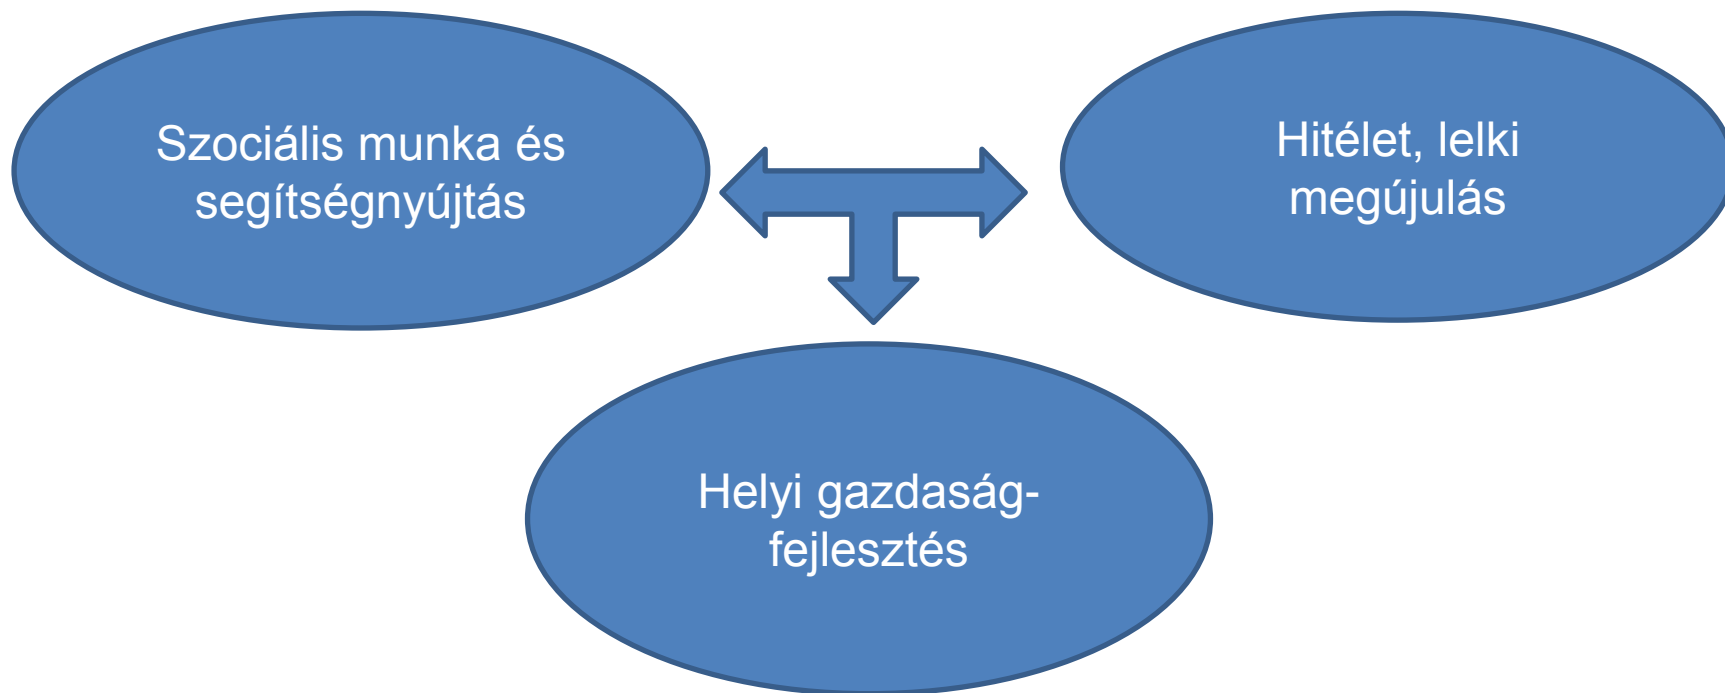 Szociális munka és
segítségnyújtás
Hitélet, lelki
megújulás
Helyi gazdaság-
fejlesztés